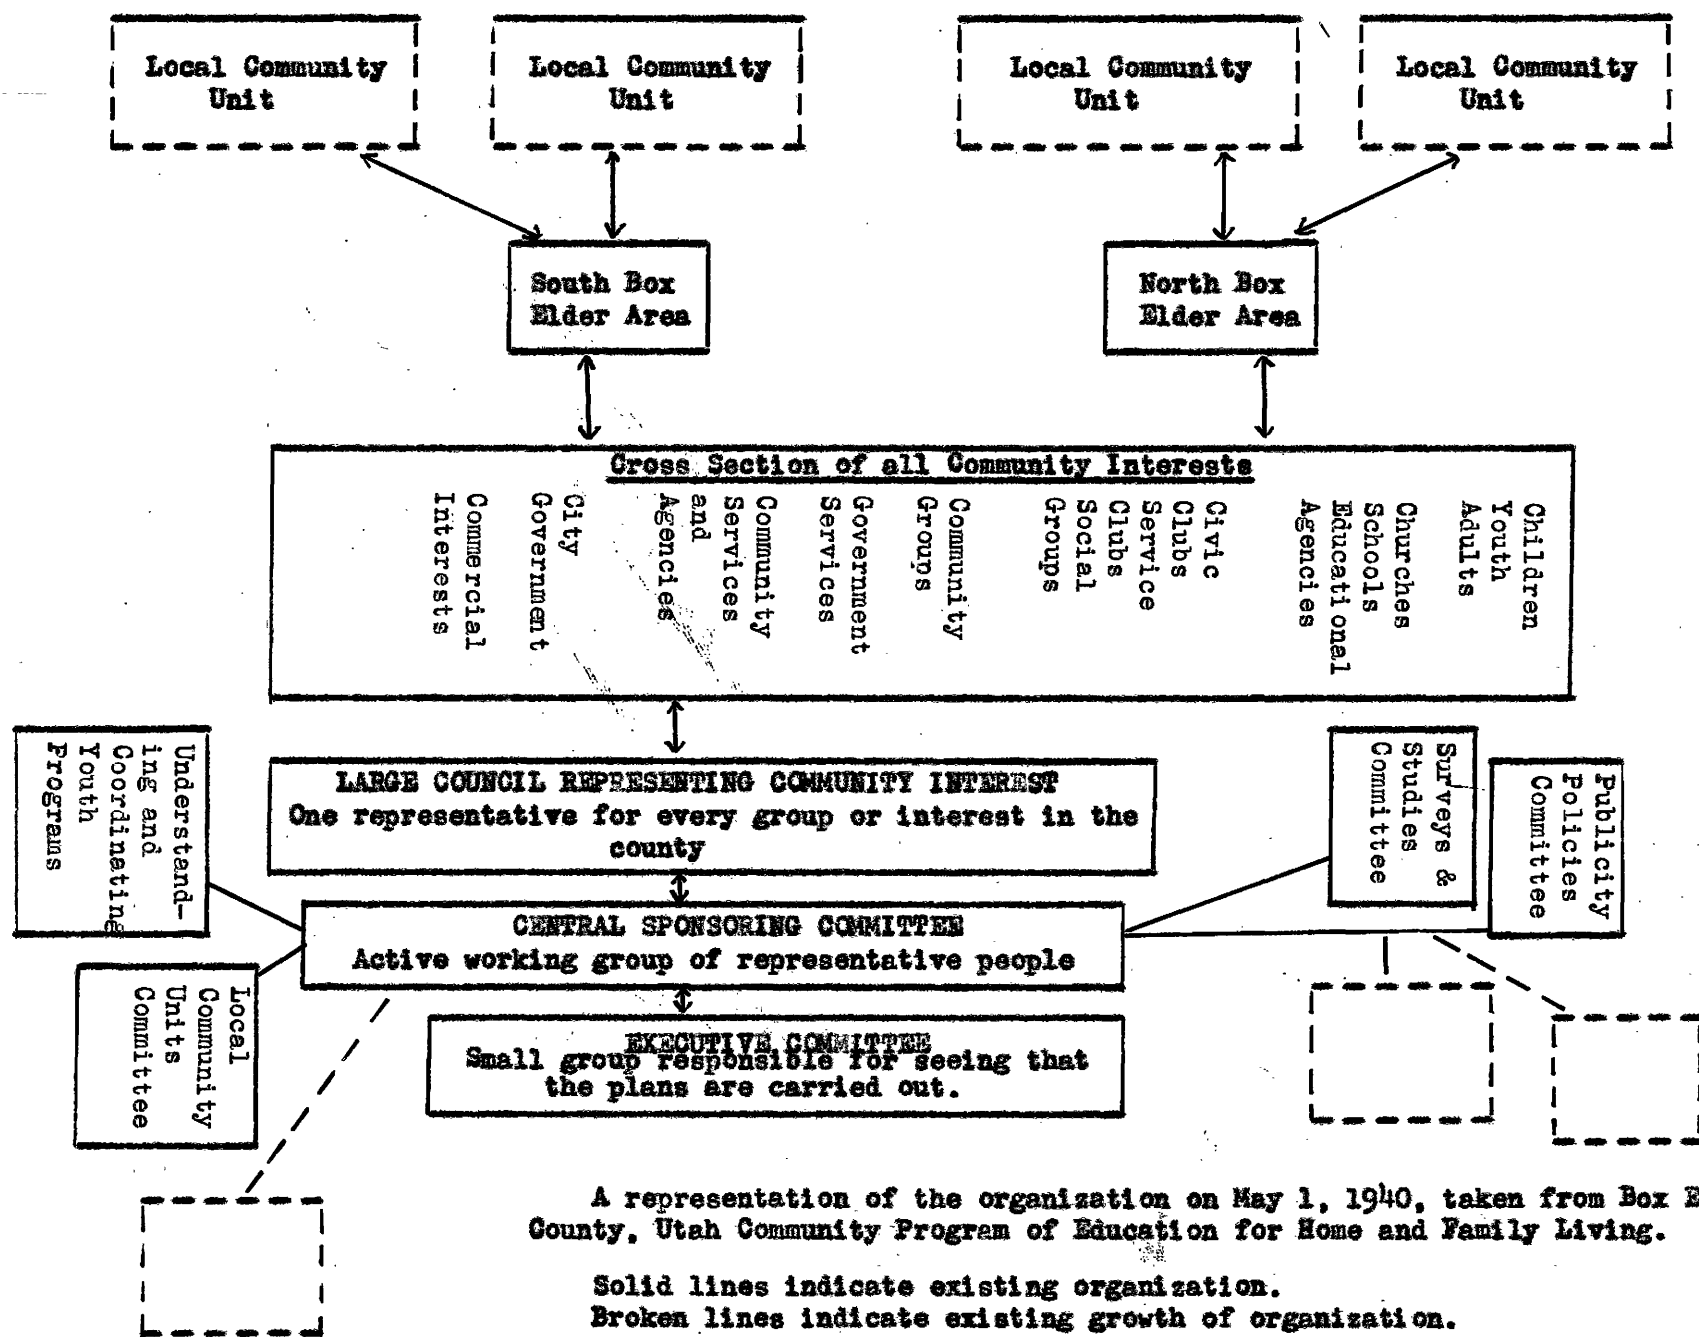 Local Community
Unit
Local Community
Unit
Local Community
Unit
Local Community
Unit
South Box
Elder Area
North Box
Elder Area
Cross Section of all Community Interests
Commercial
Interests
City
Government
Community
Services
and
Agencies
Government
Services
Community
Groups
Civic
Clubs
Service
Clubs
Social
Groups
Churches
Schools
Educational
Agencies
Children
Youth
Adults
Understand-
ing and
Coordinating
Youth
Programs
LARGE COUNCIL REPRESENTING COMMUNITY INTEREST
One representative for every group or interest in the
county
Surveys &
Studies
Committee
Publicity
Policies
Committee
CENTRAL SPONSORING COMMITTEE
Active working group of representative people
Local
Community
Units
Committee
EXECUTIVE COMMITTEE
Small group responsible for seeing that
the plans are carried out.
A representation of the organization on May 1, 1940, taken from Box E
County, Utah Community Program of Education for Home and Family Living.
Solid lines indicate existing organization.
Broken lines indicate existing growth of organization.